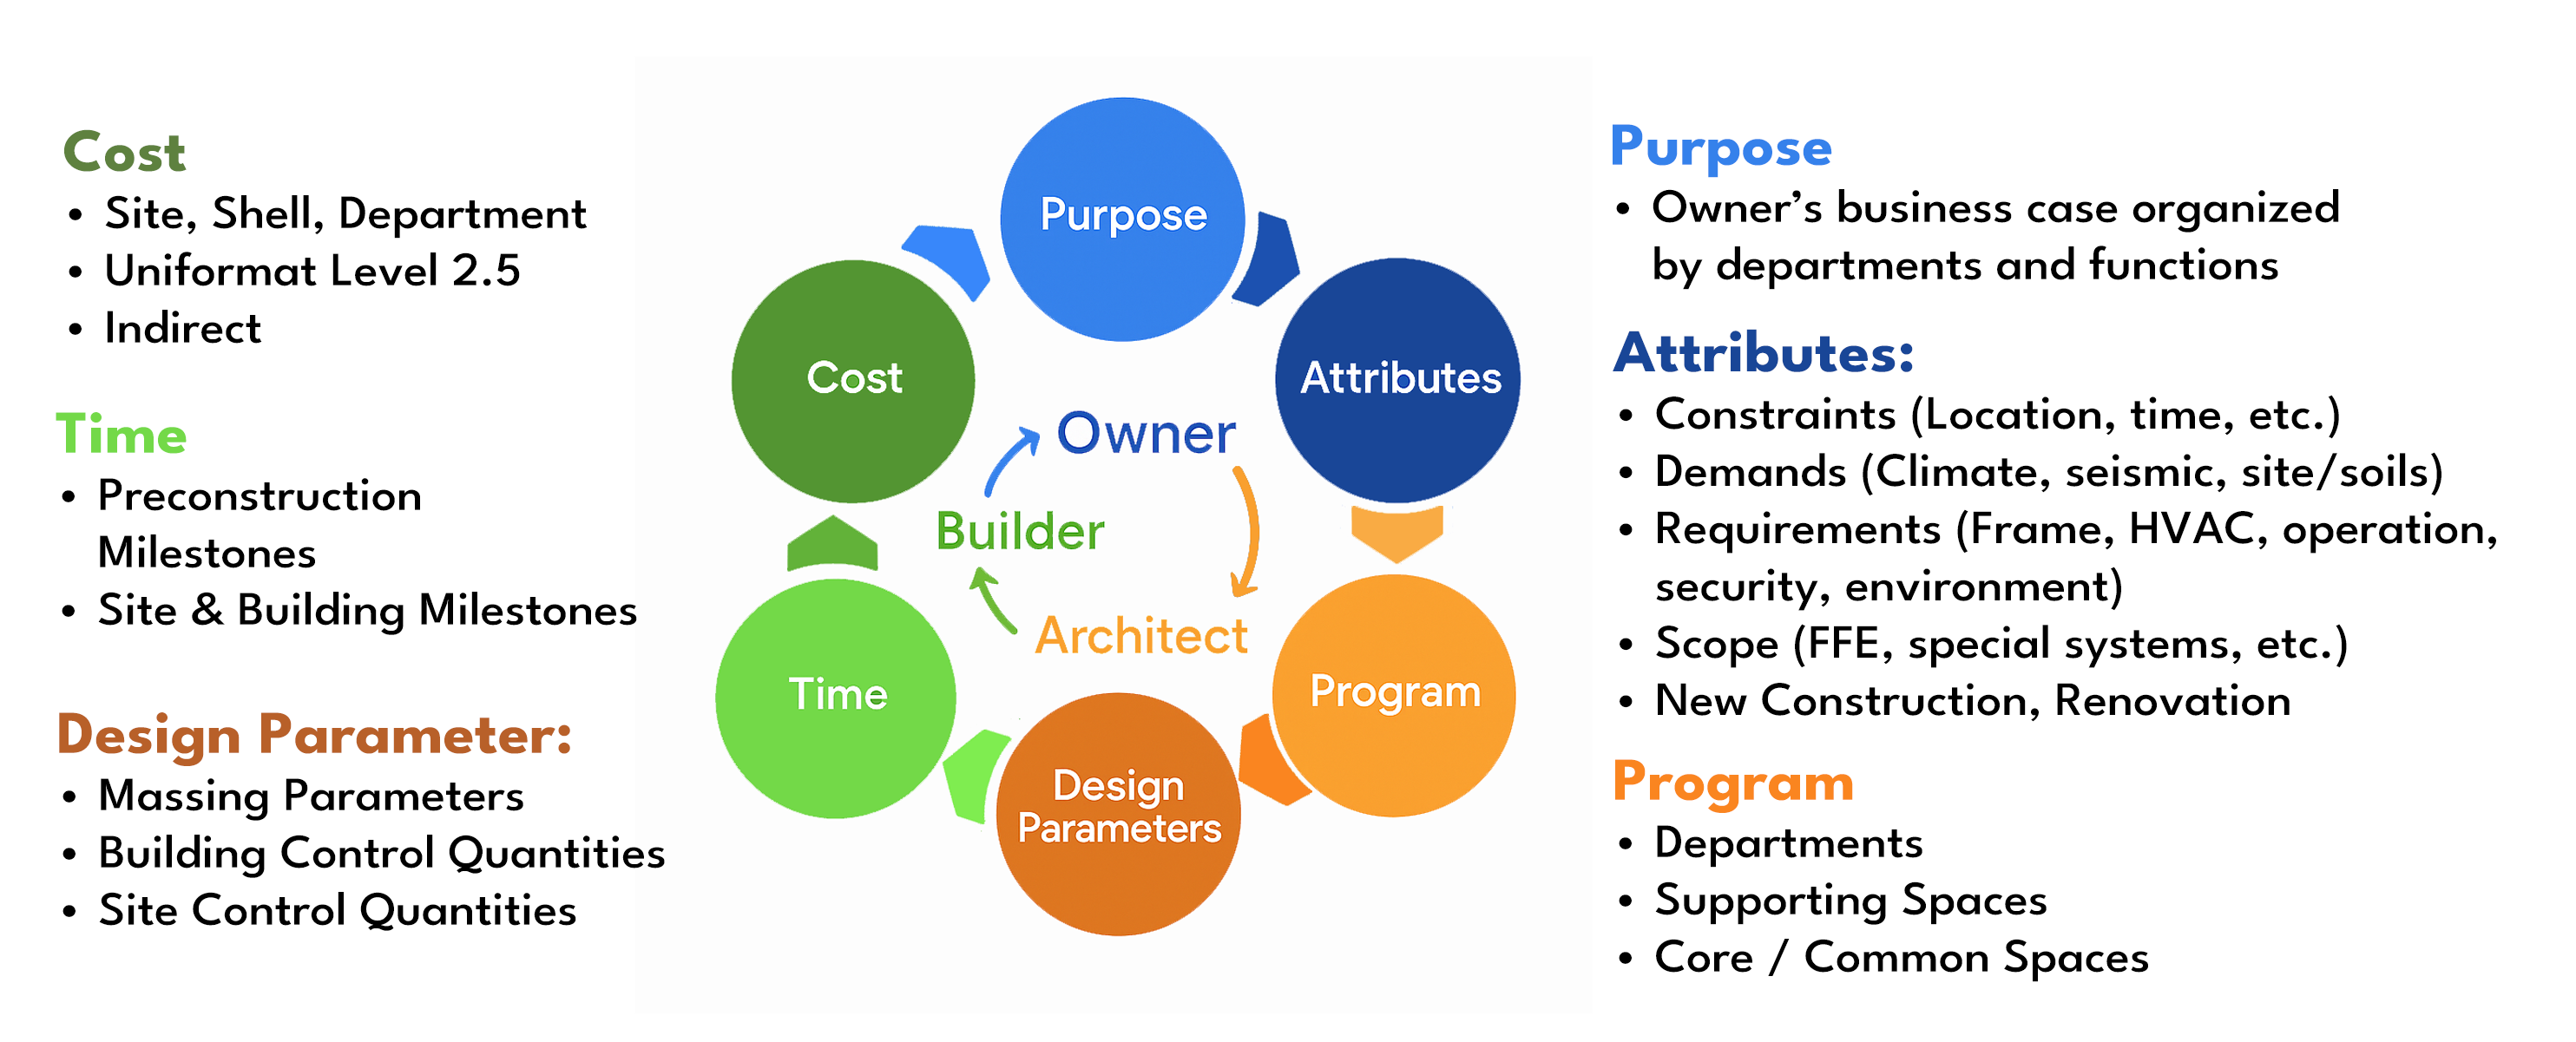 Cost
• Site, Shell, Department
• Uniformat Level 2.5
• Indirect
Time
• Preconstruction
Milestones
• Site & Building Milestones
Design Parameter:
• Massing Parameters
• Building Control Quantities
• Site Control Quantities
Purpose
Attributes
Program
Design
Parameters
Time
Cost
Owner
Architect
Builder
Purpose
• Owner’s business case organized
by departments and functions
Attributes:
• Constraints (Location, time, etc.)
• Demands (Climate, seismic, site/soils)
• Requirements (Frame, HVAC, operation,
security, environment)
• Scope (FFE, special systems, etc.)
• New Construction, Renovation
Program
• Departments
• Supporting Spaces
• Core / Common Spaces